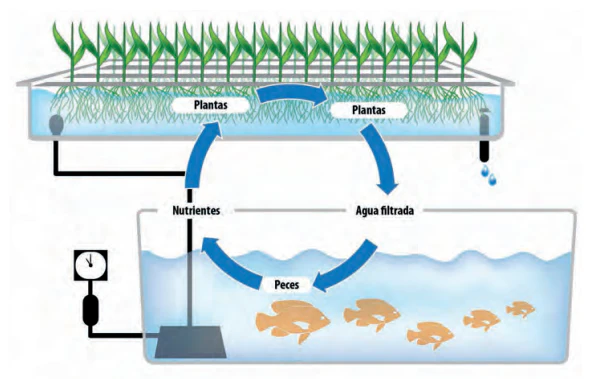 Plantas
Plantas
Nutrientes
Agua filtrada
Peces